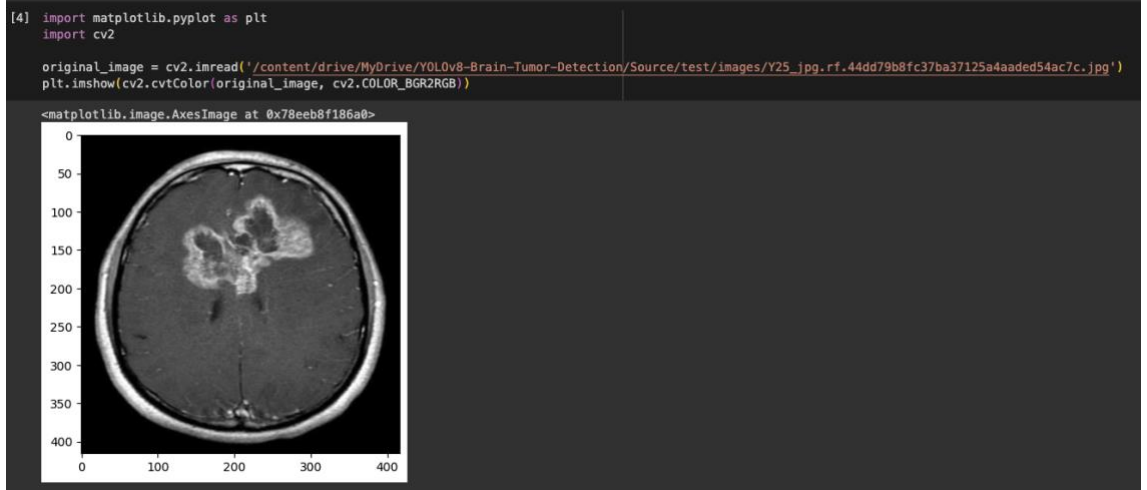 [4] import matplotlib.pyplot as plt
import cv2
original_image = cv2.imread('/content/drive/MyDrive/YOLOv8-Brain-Tumor-Detection/Source/test/images/Y25_jpg.rf.44dd79b8fc37ba37125a4aaded54ac7c.jpg')
plt.imshow(cv2.cvtColor(original_image, cv2.COLOR_BGR2RGB))
<matplotlib.image.AxesImage at 0x78eeb8f186a0>
0
50
100
150
200
250
300
350
400
0 100 200 300 400